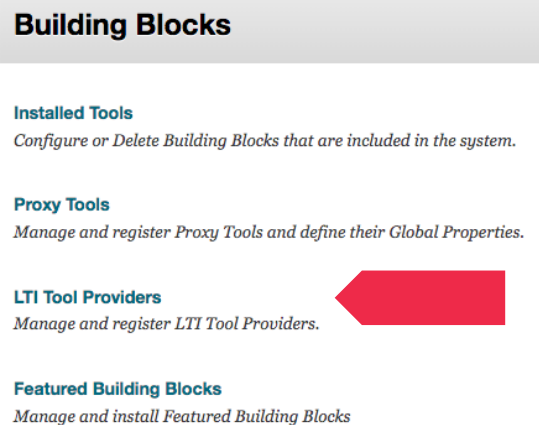 Building Blocks
Installed Tools
Configure or Delete Building Blocks that are included in the system.
Proxy Tools
Manage and register Proxy Tools and define their Global Properties.
LTI Tool Providers
Manage and register LTI Tool Providers.
Featured Building Blocks
Manage and install Featured Building Blocks